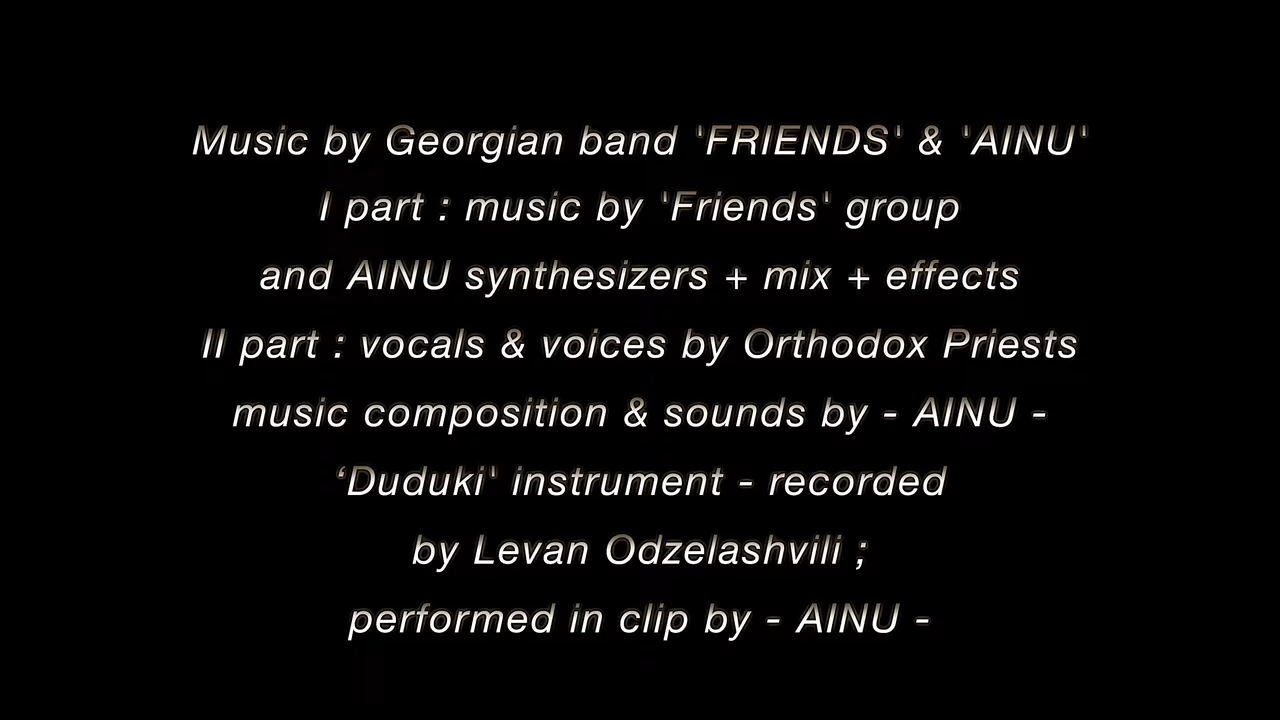 Music by Georgian band 'FRIENDS' & 'AINU'
I part : music by 'Friends' group
and AINU synthesizers + mix + effects
II part : vocals & voices by Orthodox Priests
music composition & sounds by - AINU -
‘Duduki' instrument - recorded
by Levan Odzelashvili ;
performed in clip by - AINU -